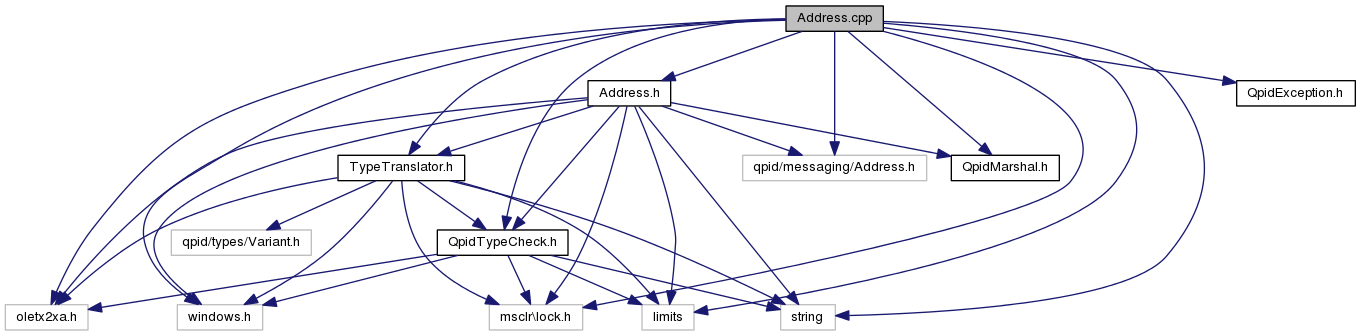 Address.cpp
Address.h
QpidException.h
TypeTranslator.h
qpid/messaging/Address.h
QpidMarshal.h
qpid/types/Variant.h
QpidTypeCheck.h
oletx2xa.h
windows.h
msclr\lock.h
limits
string